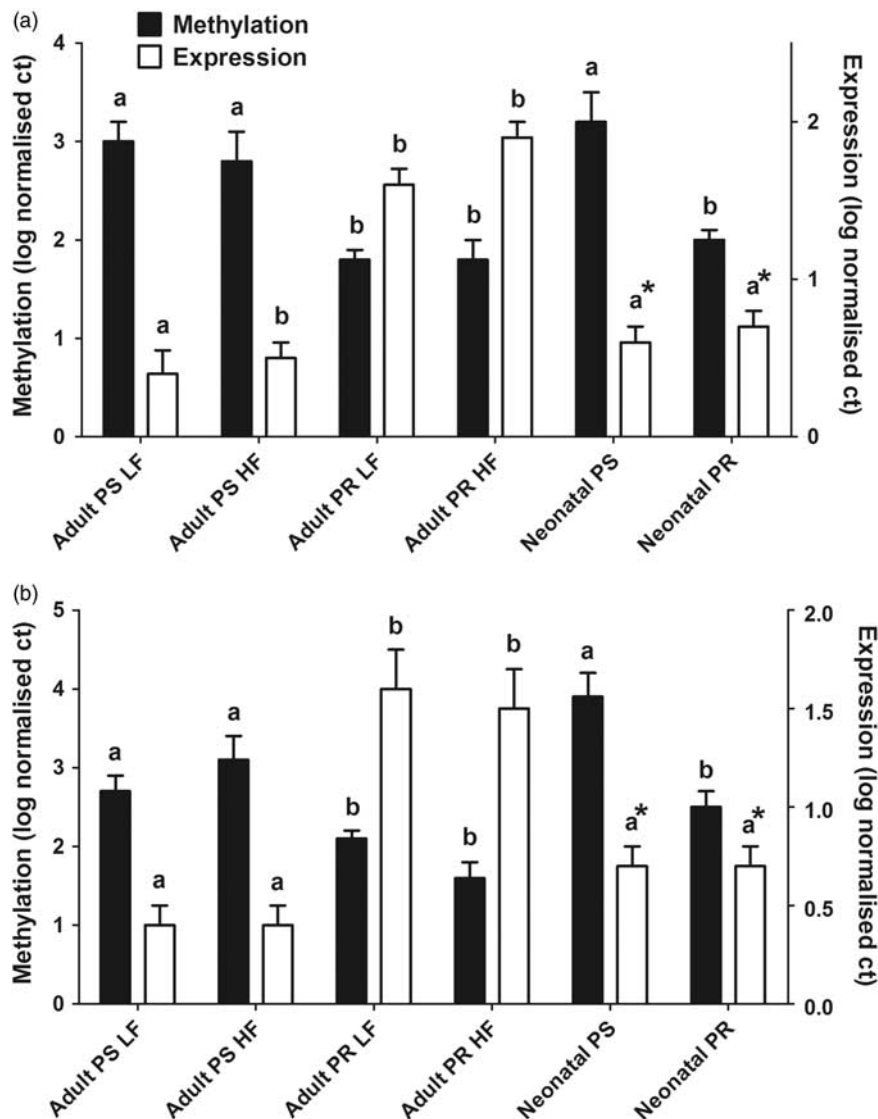 (a)
Methylation
Expression
Methylation (log normalised ct)
4
3
2
1
0
a a b b b b a b
a b a* a*
Expression (log normalised ct)
2
1
0
Adult PS LF
Adult PS HF
Adult PR LF
Adult PR HF
Neonatal PS
Neonatal PR
(b)
Methylation (log normalised ct)
5
4
3
2
1
0
a a b b b b a b
a a a* a*
Expression (log normalised ct)
2.0
1.5
1.0
0.5
0.0
Adult PS LF
Adult PS HF
Adult PR LF
Adult PR HF
Neonatal PS
Neonatal PR